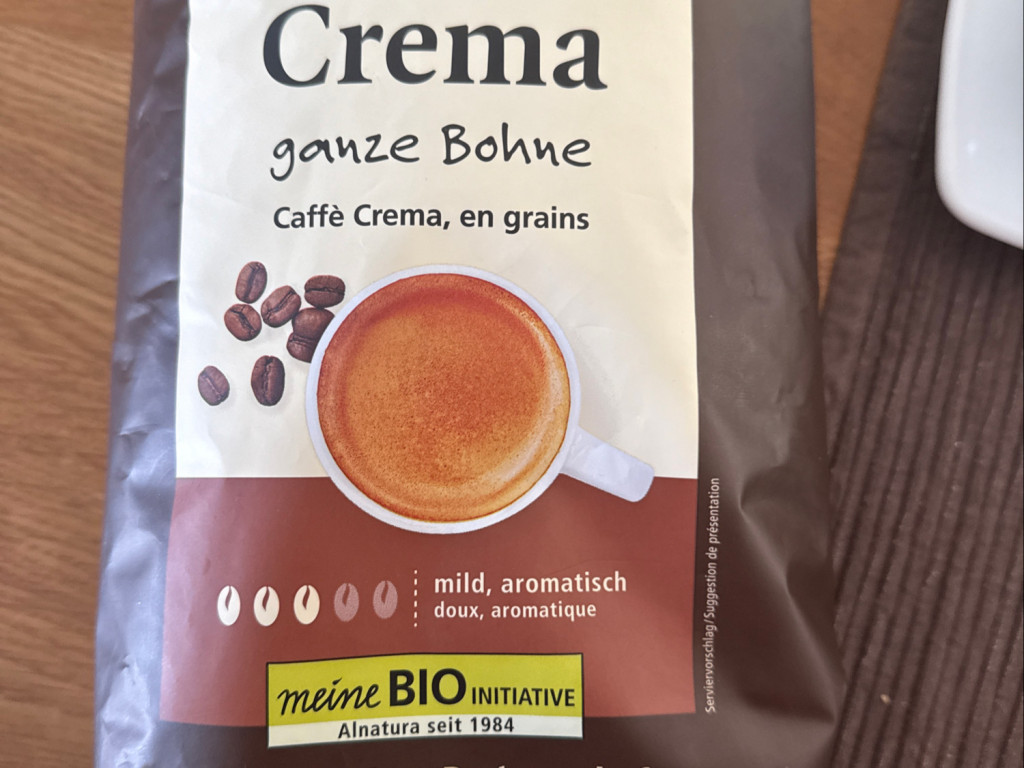 Crema
ganze Bohne
Caffè Crema, en grains
mild, aromatisch
doux, aromatique
Serviervorschlag/Suggestion de présentation
meine BIO INITIATIVE
Alnatura seit 1984